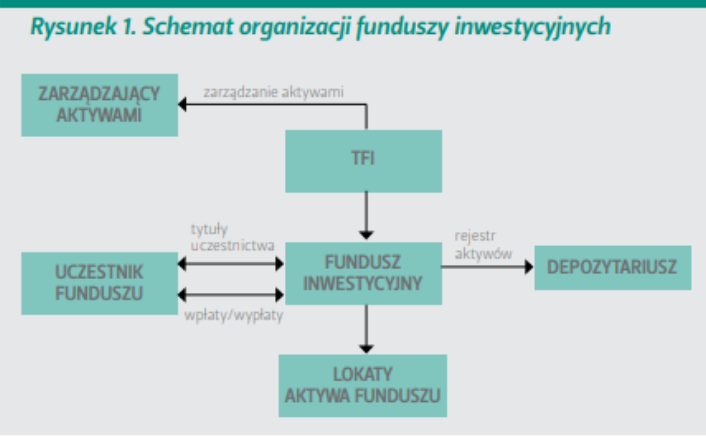 Rysunek 1. Schemat organizacji funduszy inwestycyjnych
ZARZĄDZAJĄCY
AKTYWAMI
zarządzanie aktywami
TFI
tytuły
uczestnictwa
rejestr
aktywów
UCZESTNIK
FUNDUSZU
FUNDUSZ
INWESTYCYJNY
DEPOZYTARIUSZ
wpłaty/wypłaty
LOKATY
AKTYWA FUNDUSZU